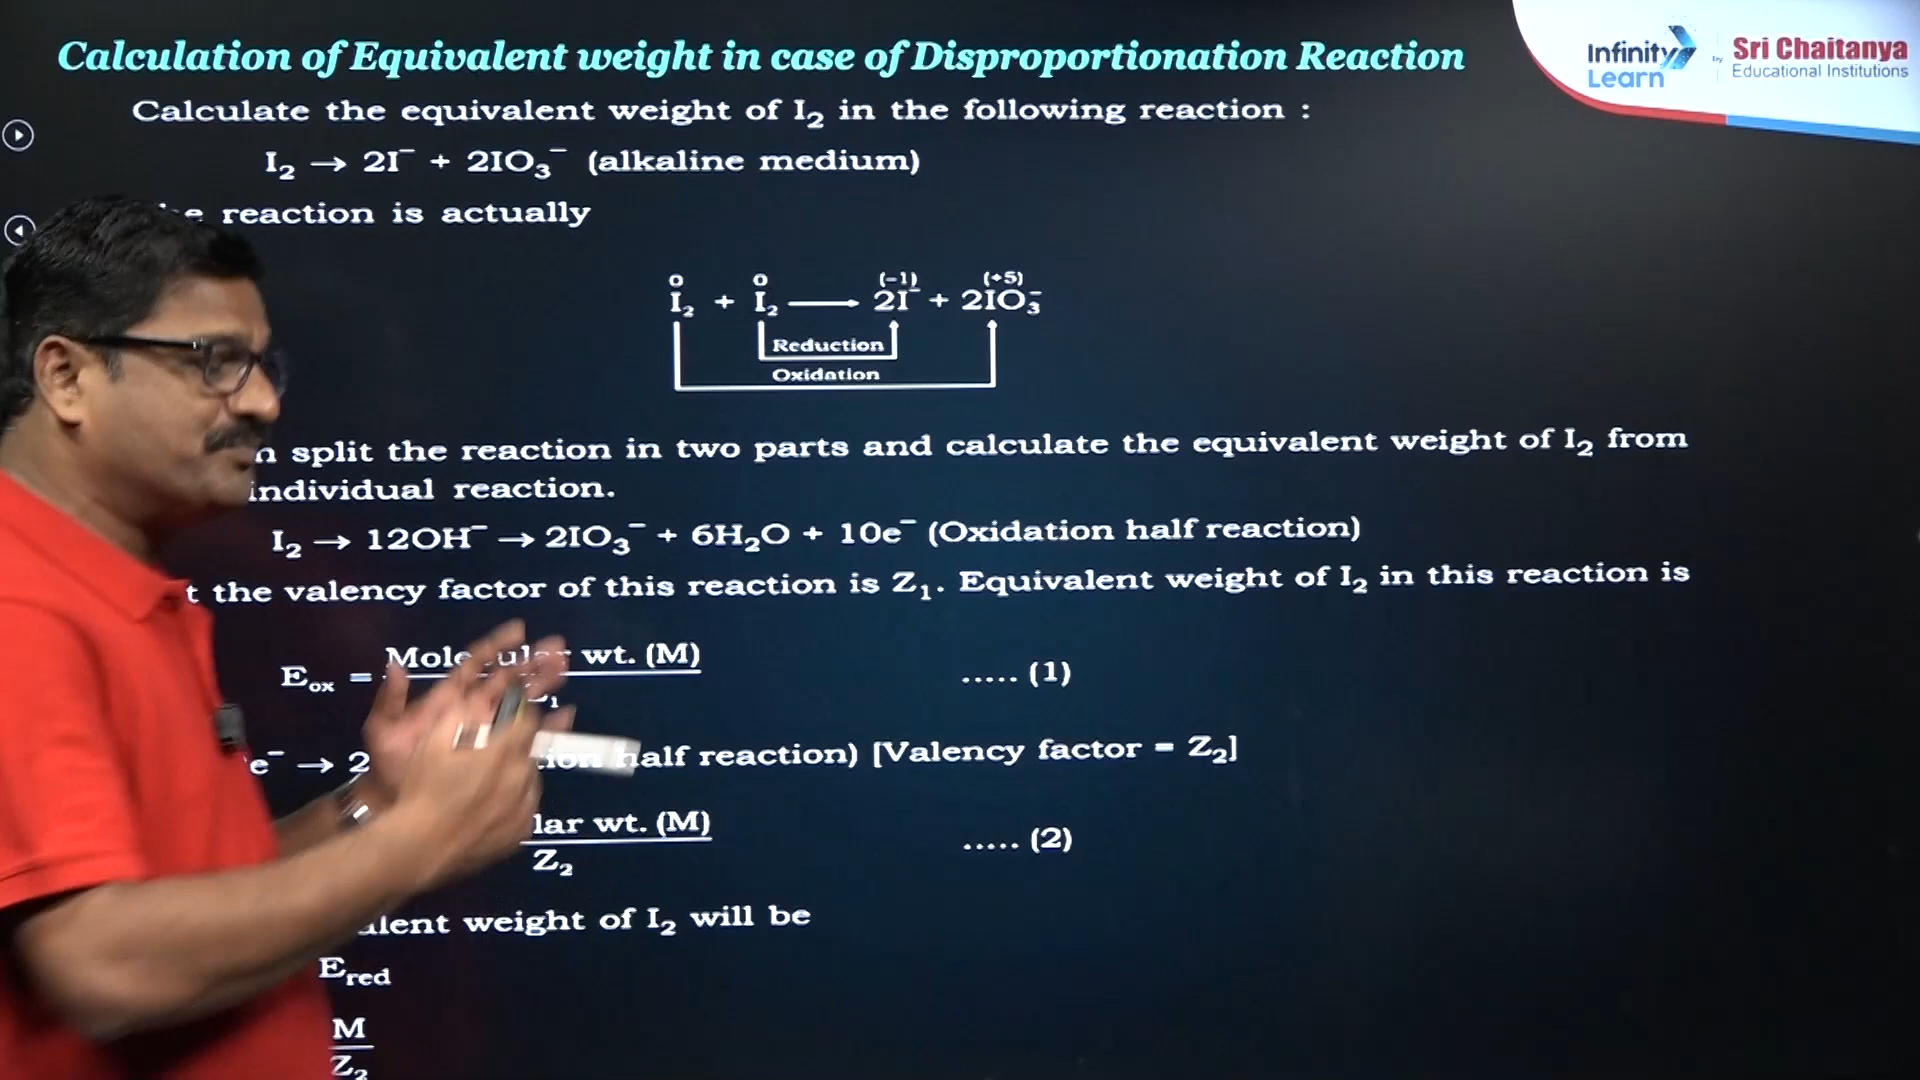 Calculation of Equivalent weight in case of Disproportionation Reaction
Infinity Learn by Sri Chaitanya Educational Institutions
Calculate the equivalent weight of I₂ in the following reaction :
I₂ → 2I⁻ + 2IO₃⁻ (alkaline medium)
reaction is actually
0 0 (-1) (+5)
I₂ + I₂ → 2I⁻ + 2IO₃⁻
Reduction
Oxidation
split the reaction in two parts and calculate the equivalent weight of I₂ from
individual reaction.
I₂ → 12OH⁻ → 2IO₃⁻ + 6H₂O + 10e⁻ (Oxidation half reaction)
the valency factor of this reaction is Z₁. Equivalent weight of I₂ in this reaction is
Eₒₓ = Molecular wt. (M) ..... (1)
Z₁
e⁻ → 2 half reaction) [Valency factor = Z₂]
lar wt. (M) ..... (2)
Z₂
weight of I₂ will be
E_red
M
Z₂